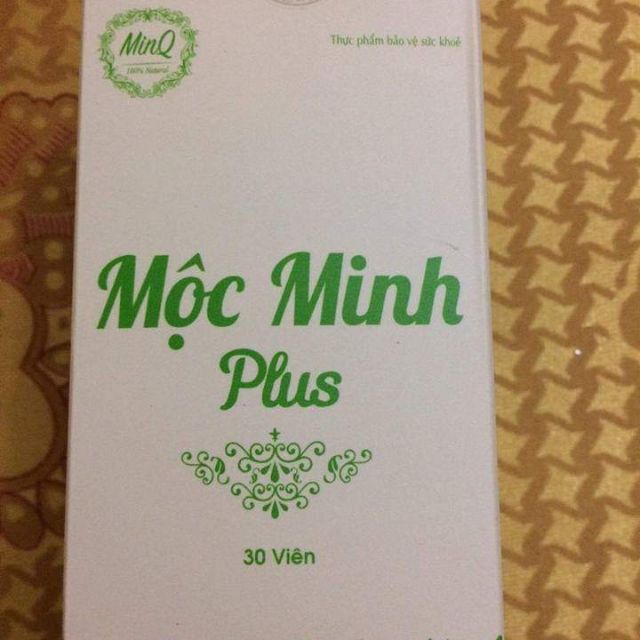 MinQ
100% Natural
Thực phẩm bảo vệ sức khoẻ
Mộc Minh
Plus
30 Viên